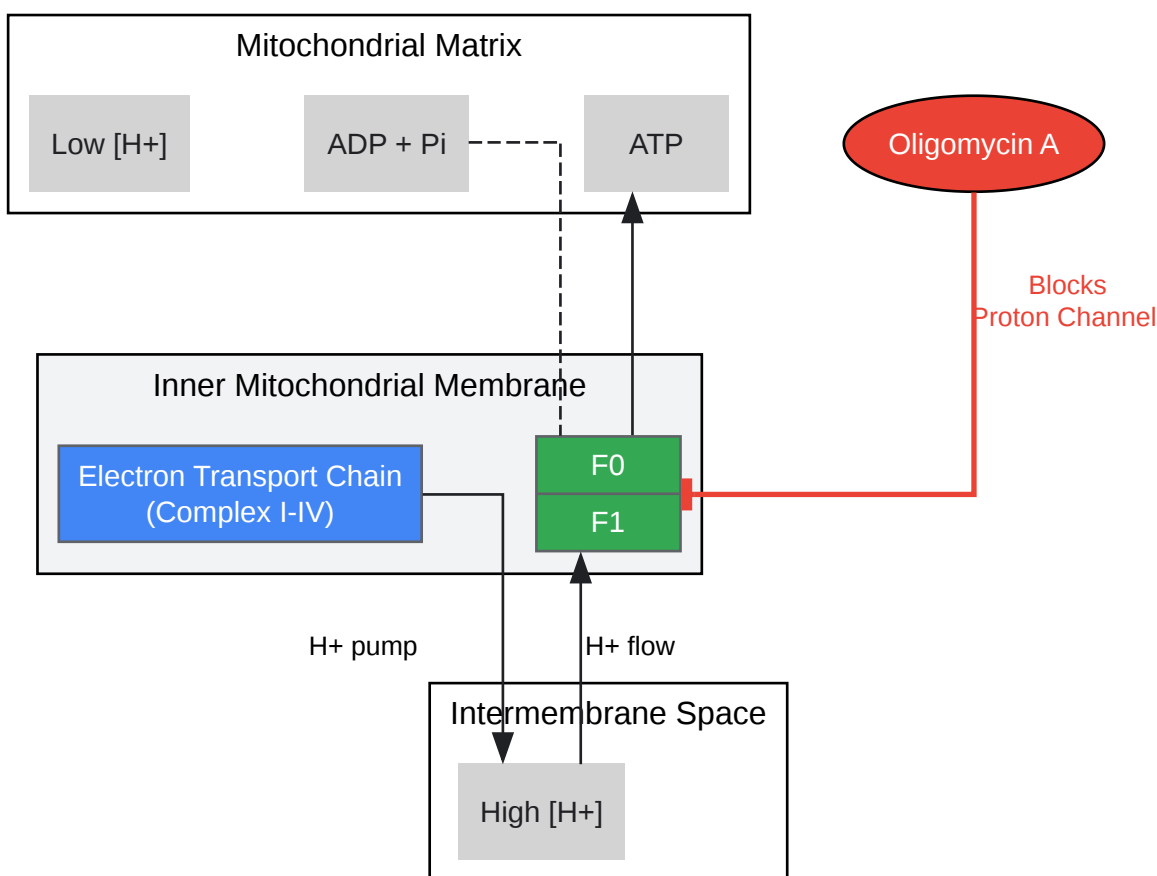 Mitochondrial Matrix
Low [H+]
ADP + Pi
ATP
Oligomycin A
Blocks
Proton Channel
Inner Mitochondrial Membrane
Electron Transport Chain
(Complex I-IV)
F0
F1
H+ pump
H+ flow
Intermembrane Space
High [H+]